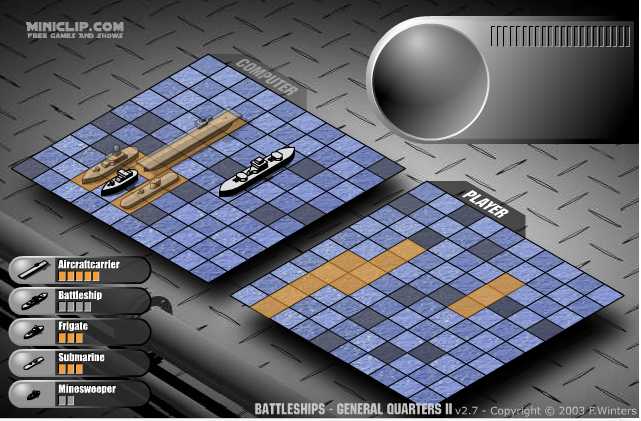 MINICLIP.COM
FREE GAMES AND SHOWS
COMPUTER
PLAYER
Aircraftcarrier
Battleship
Frigate
Submarine
Minesweeper
BATTLESHIPS - GENERAL QUARTERS II v2.7 - Copyright © 2003 F.Winters